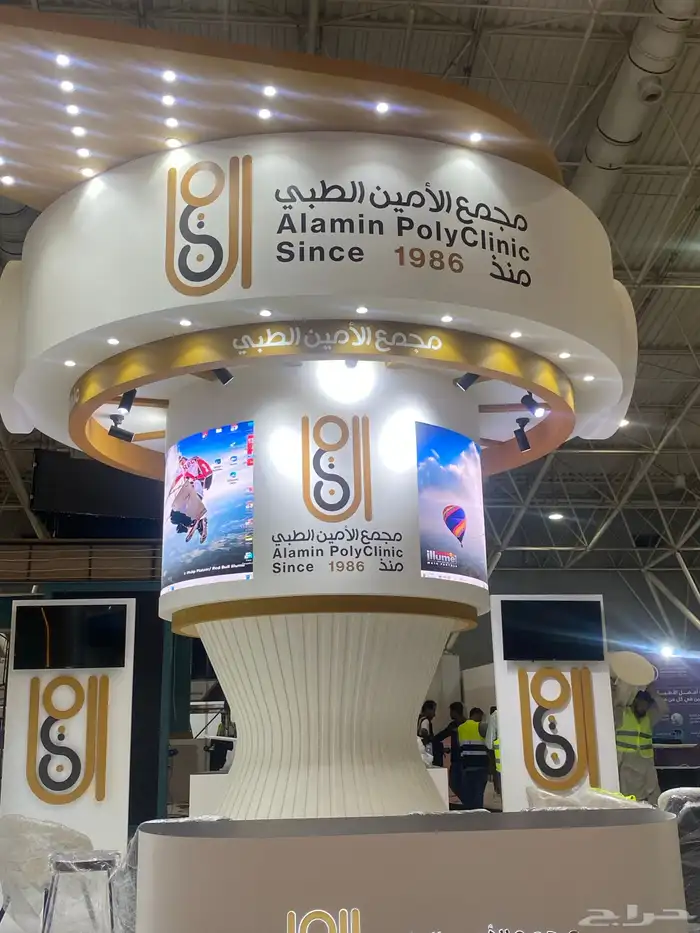 مجمع الأمين الطبي
Alamin PolyClinic
Since 1986 منذ
مجمع الأمين الطبي
مجمع الأمين الطبي
Alamin PolyClinic
Since 1986 منذ
illume
حراج